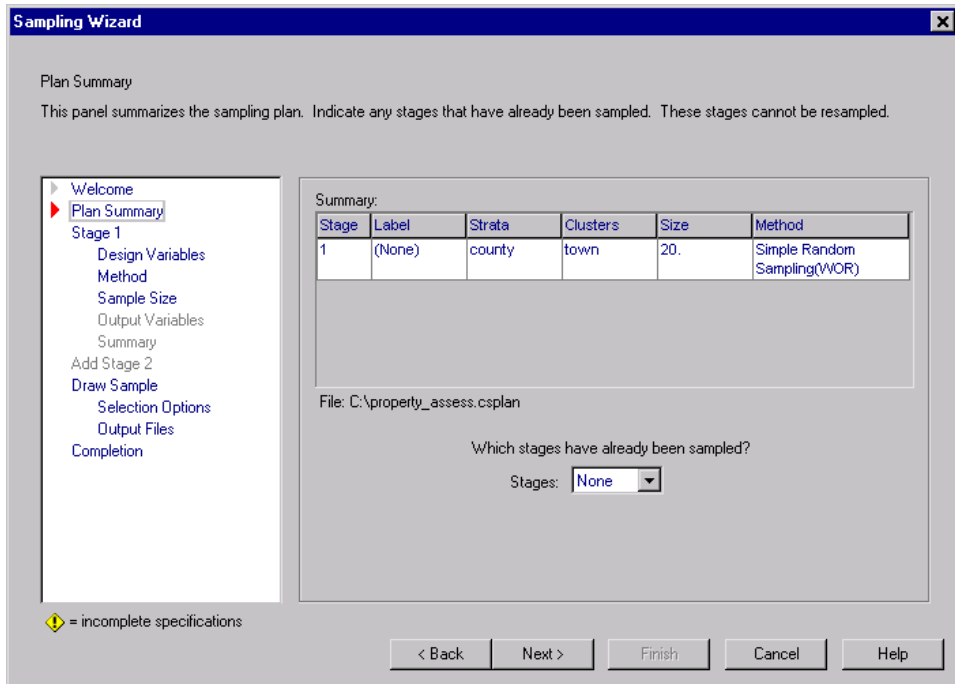 Sampling Wizard
Plan Summary
This panel summarizes the sampling plan. Indicate any stages that have already been sampled. These stages cannot be resampled.
Welcome
Plan Summary
Stage 1
Design Variables
Method
Sample Size
Output Variables
Summary
Add Stage 2
Draw Sample
Selection Options
Output Files
Completion
Summary:
Stage Label Strata Clusters Size Method
1 (None) county town 20. Simple Random
Sampling(WOR)
File: C:\property_assess.csplan
Which stages have already been sampled?
Stages: None
! = incomplete specifications
< Back Next > Finish Cancel Help